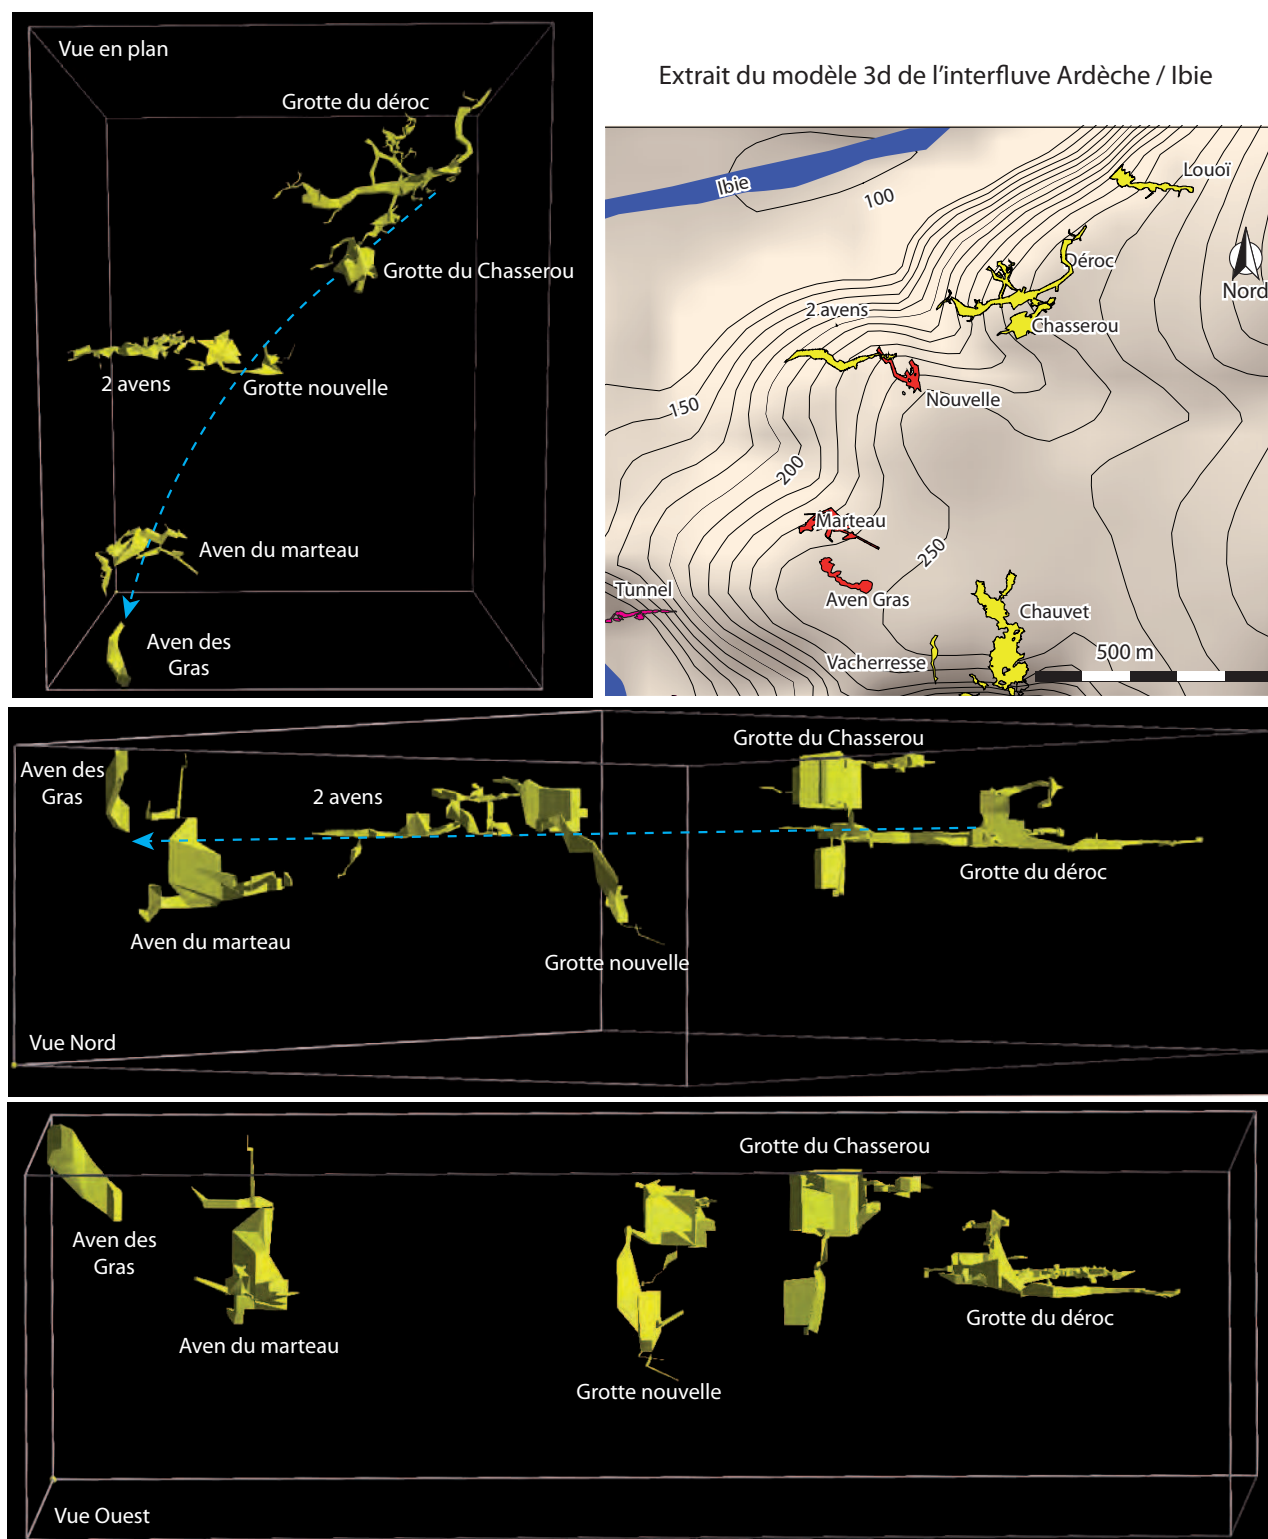 Vue en plan
Grotte du déroc
Grotte du Chasserou
2 avens
Grotte nouvelle
Aven du marteau
Aven des
Gras
Extrait du modèle 3d de l'interfluve Ardèche / Ibie
Ibie
100
Louoï
Déroc
Nord
2 avens
Chasserou
150
Nouvelle
200
Marteau
250
Tunnel
Aven Gras
Chauvet
Vacherresse
500 m
Grotte du Chasserou
Aven des
Gras
2 avens
Grotte du déroc
Aven du marteau
Grotte nouvelle
Vue Nord
Grotte du Chasserou
Aven des
Gras
Grotte du déroc
Aven du marteau
Grotte nouvelle
Vue Ouest